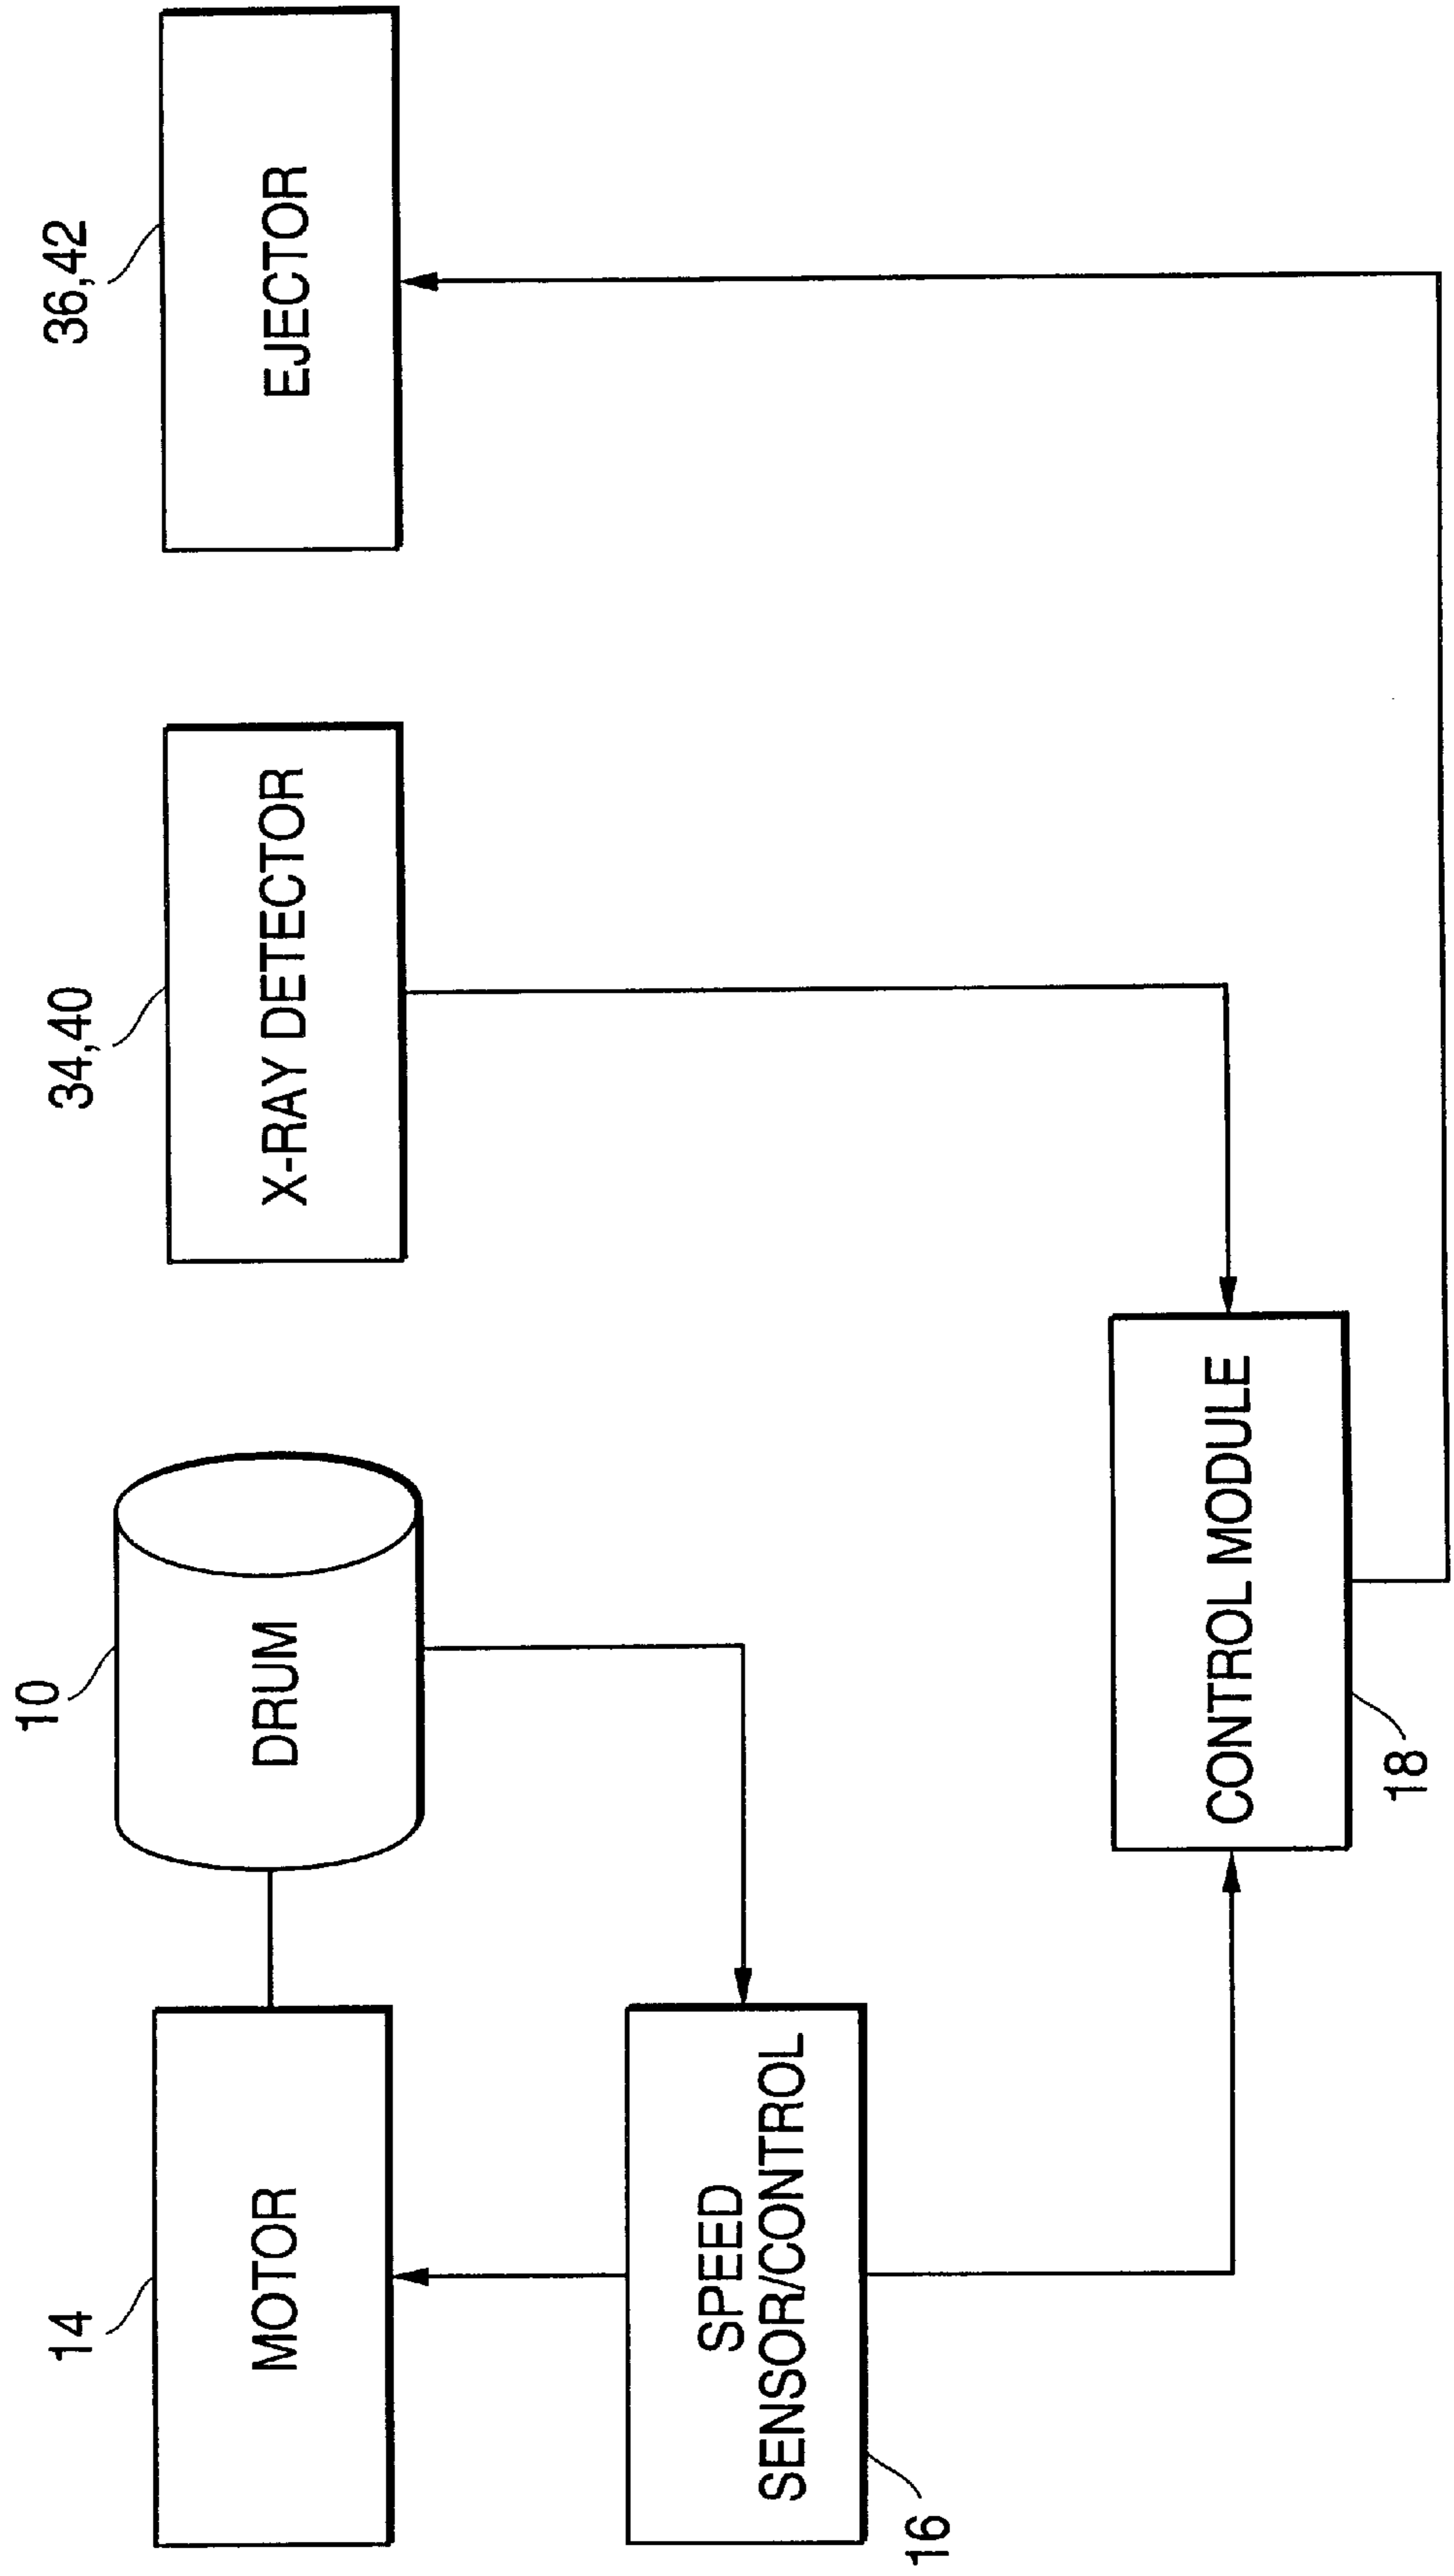 14
MOTOR
10
DRUM
34,40
X-RAY DETECTOR
36,42
EJECTOR
SPEED
SENSOR/CONTROL
16
CONTROL MODULE
18